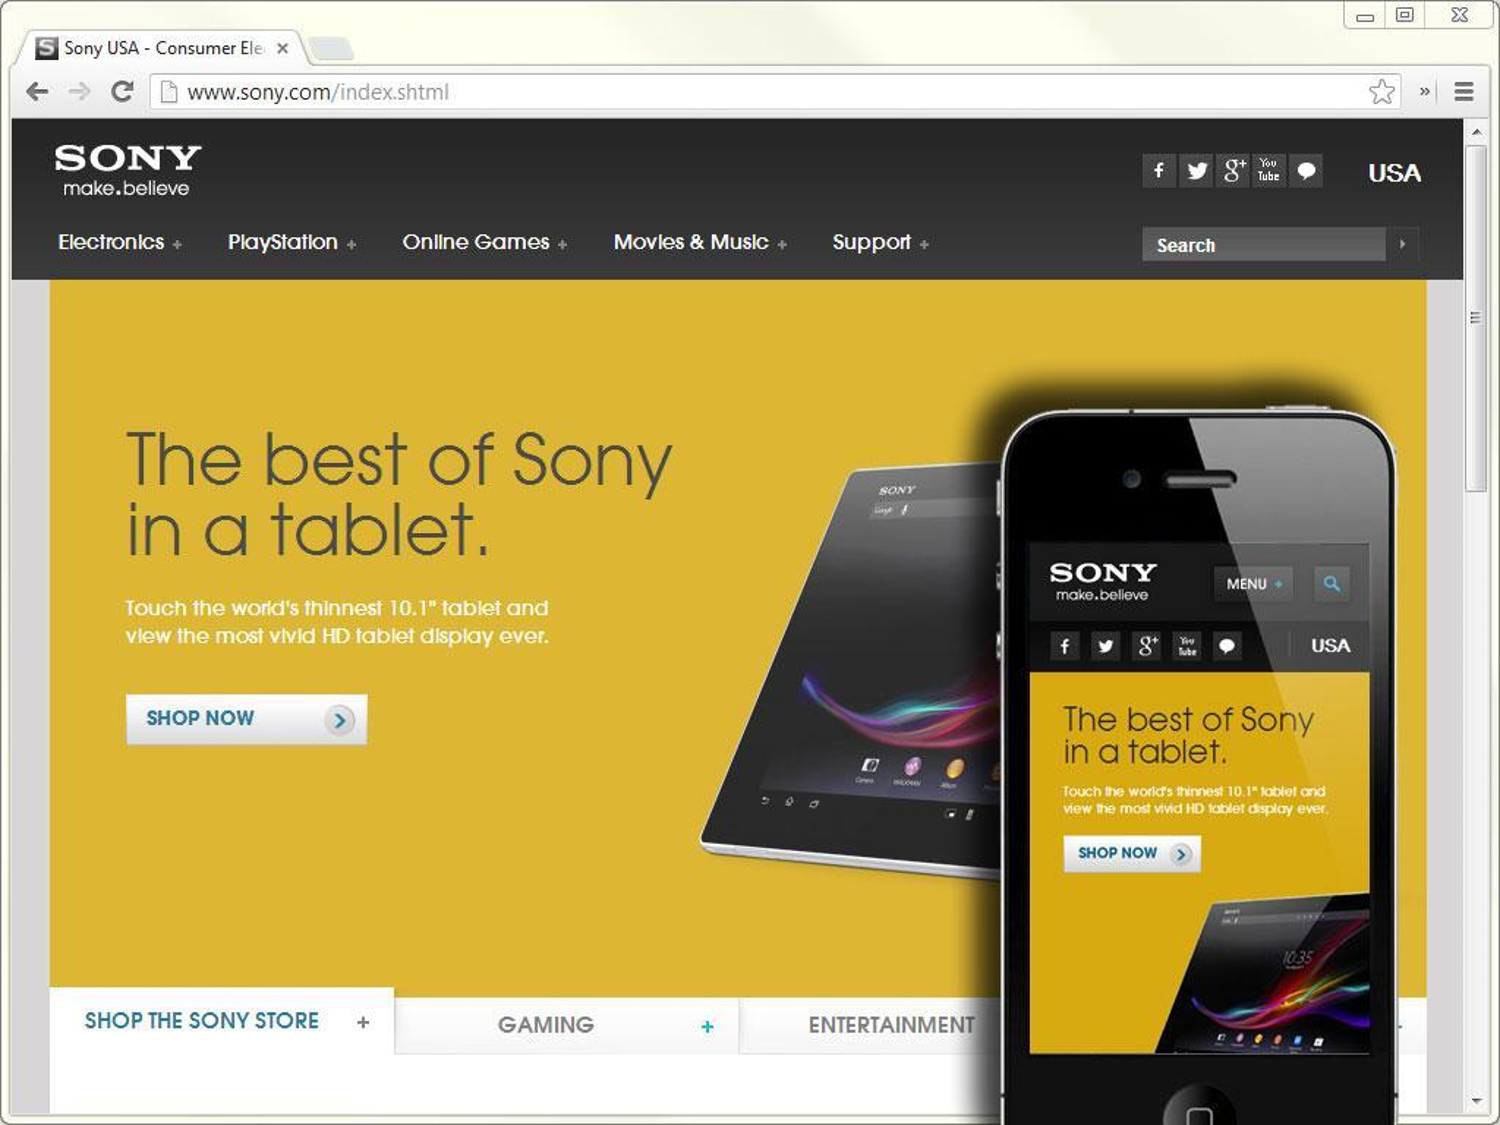 Sony USA - Consumer Ele
www.sony.com/index.shtml
SONY
make.believe
f
g+
You
Tube
USA
Electronics +
PlayStation +
Online Games +
Movies & Music +
Support +
Search
The best of Sony
in a tablet.
Touch the world's thinnest 10.1" tablet and
view the most vivid HD tablet display ever.
SHOP NOW
SONY
Google
SONY
make.believe
MENU +
f
g+
You
Tube
USA
The best of Sony
in a tablet.
Touch the world's thinnest 10.1" tablet and
view the most vivid HD tablet display ever.
SHOP NOW
10:35
SHOP THE SONY STORE +
GAMING +
ENTERTAINMENT